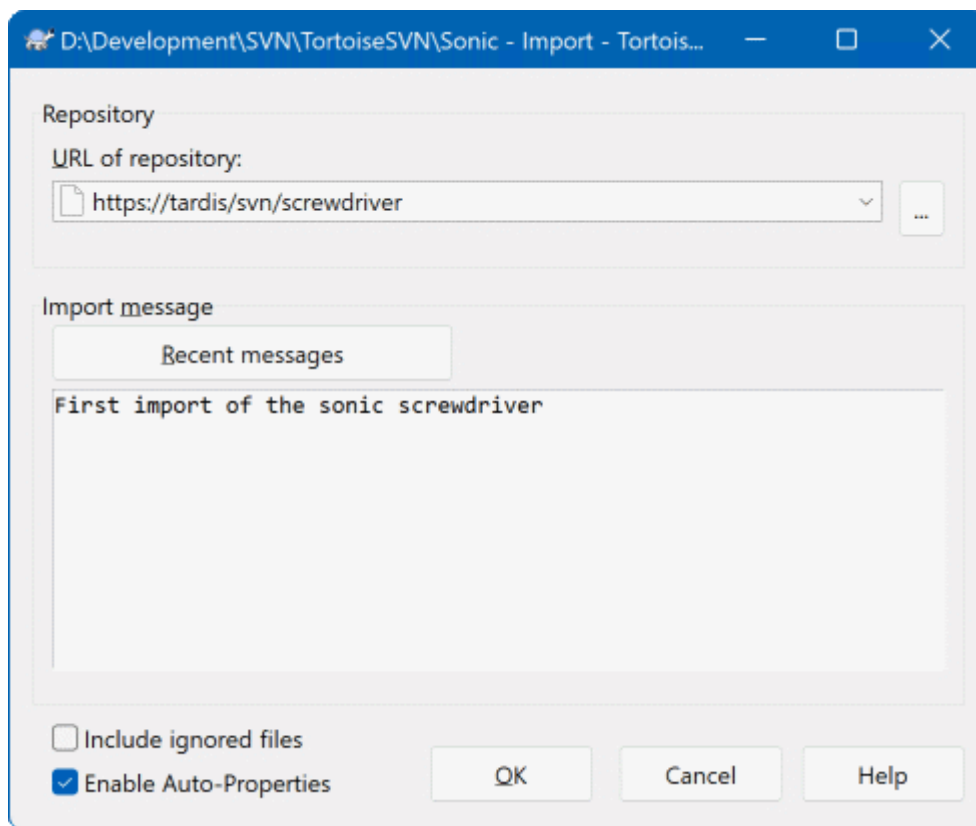 D:\Development\SVN\TortoiseSVN\Sonic - Import - Tortois...
Repository
URL of repository:
https://tardis/svn/screwdriver
...
Import message
Recent messages
First import of the sonic screwdriver
Include ignored files
Enable Auto-Properties
OK
Cancel
Help